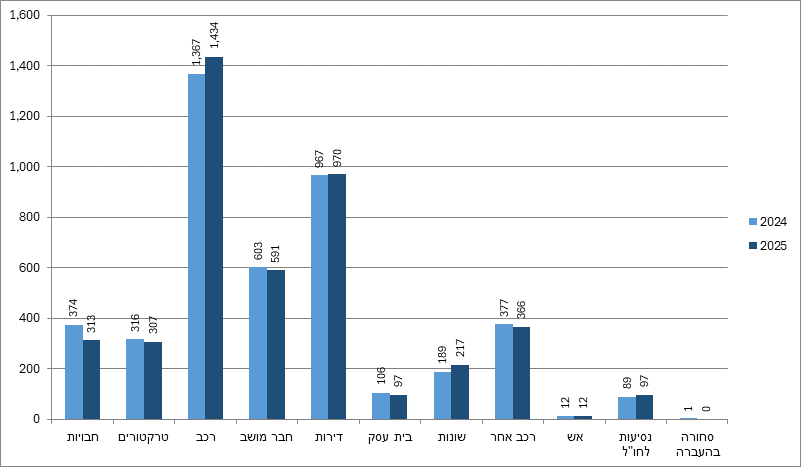 1,600
1,400
1,200
1,000
800
600
400
200
0
374
313
316
307
1,367
1,434
603
591
967
970
106
97
189
217
377
366
12
12
89
97
1
0
חבויות
טרקטורים
רכב
חבר מושב
דירות
בית עסק
שונות
רכב אחר
אש
נסיעות
לחו"ל
סחורה
בהעברה
2024
2025